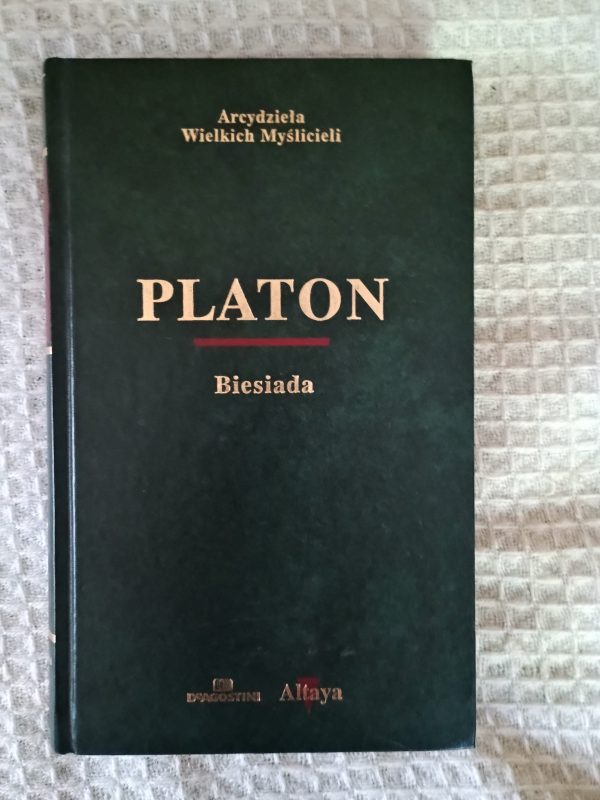 Arcydzieła
Wielkich Myślicieli
PLATON
Biesiada
DEAGOSTINI
Altaya